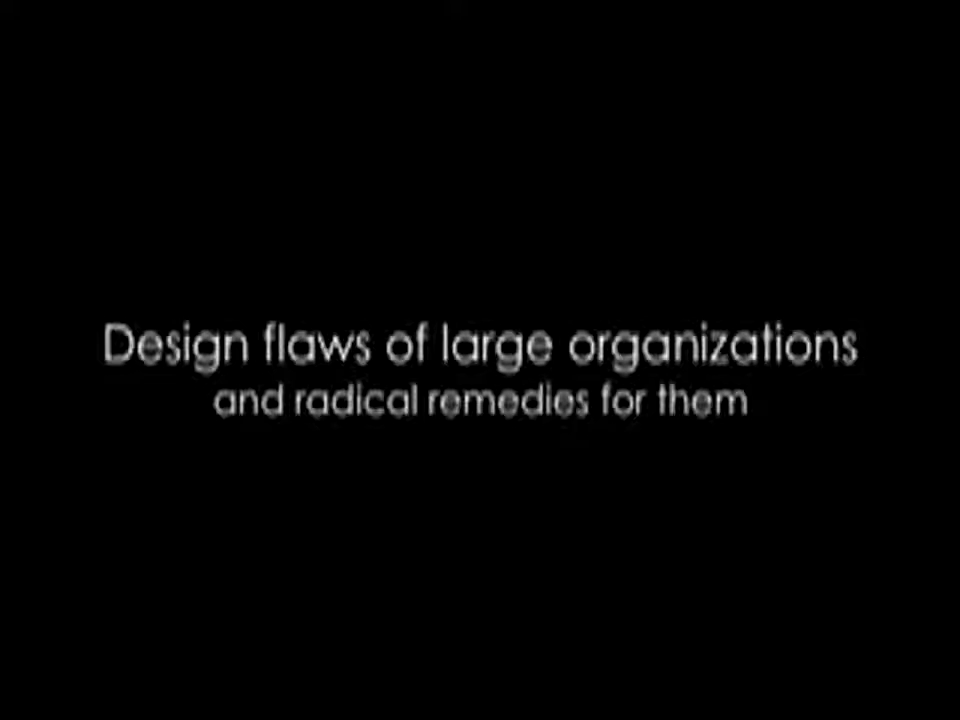 Design flaws of large organizations
and radical remedies for them